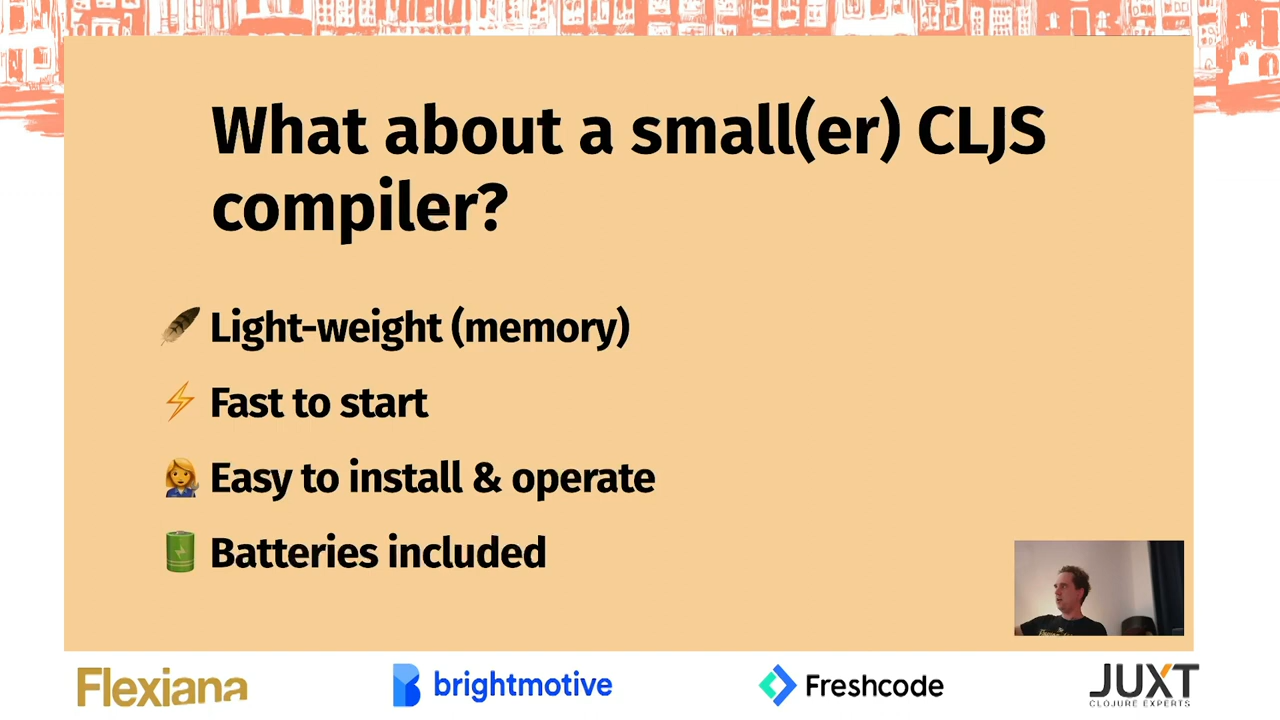 What about a small(er) CLJS
compiler?
Light-weight (memory)
Fast to start
Easy to install & operate
Batteries included
Flexiana
brightmotive
Freshcode
JUXT
CLOJURE EXPERTS